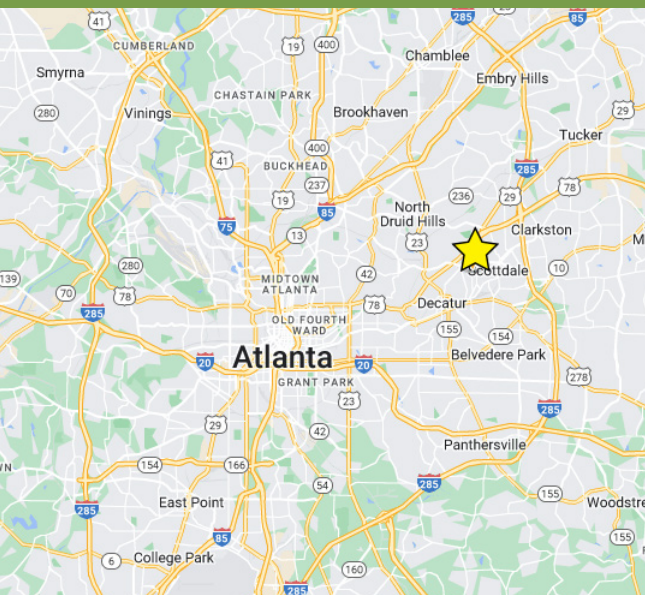 41
285
85
19
400
CUMBERLAND
Chamblee
Smyrna
Embry Hills
CHASTAIN PARK
280
Vinings
Brookhaven
29
Tucker
400
41
BUCKHEAD
285
237
78
236
29
19
North
Druid Hills
85
75
13
Clarkston
23
280
M
Scottdale
10
139
MIDTOWN
ATLANTA
42
70
78
Decatur
78
285
OLD FOURTH
WARD
155
154
Atlanta
Belvedere Park
20
20
GRANT PARK
278
23
285
29
42
Panthersville
154
166
WN
54
285
155
East Point
Woodstre
285
85
155
6
College Park
160
285